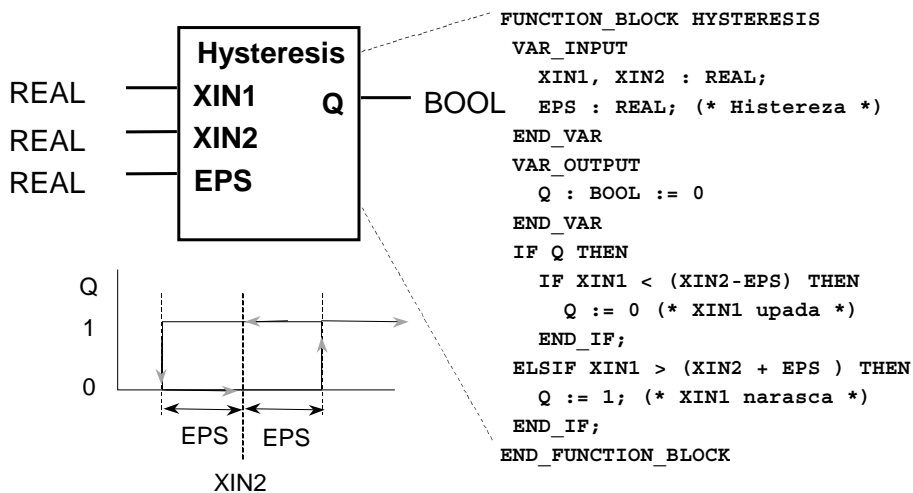 Hysteresis
REAL XIN1 Q BOOL
REAL XIN2
REAL EPS
Q
1
0
EPS EPS
XIN2
FUNCTION_BLOCK HYSTERESIS
VAR_INPUT
XIN1, XIN2 : REAL;
EPS : REAL; (* Histereza *)
END_VAR
VAR_OUTPUT
Q : BOOL := 0
END_VAR
IF Q THEN
IF XIN1 < (XIN2-EPS) THEN
Q := 0 (* XIN1 upada *)
END_IF;
ELSIF XIN1 > (XIN2 + EPS ) THEN
Q := 1; (* XIN1 narasca *)
END_IF;
END_FUNCTION_BLOCK